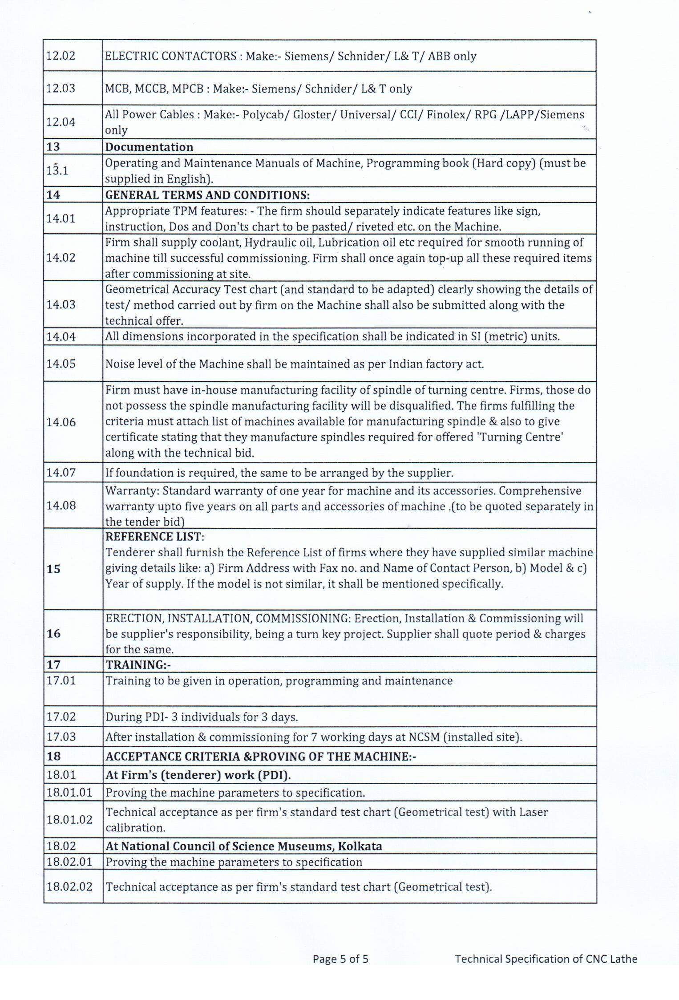 12.02 ELECTRIC CONTACTORS : Make:- Siemens/ Schnider/ L& T/ ABB only
12.03 MCB, MCCB, MPCB : Make:- Siemens/ Schnider/ L& T only
12.04 All Power Cables : Make:- Polycab/ Gloster/ Universal/ CCI/ Finolex/ RPG /LAPP/Siemens
only
13 Documentation
13.1 Operating and Maintenance Manuals of Machine, Programming book (Hard copy) (must be
supplied in English).
14 GENERAL TERMS AND CONDITIONS:
14.01 Appropriate TPM features: - The firm should separately indicate features like sign,
instruction, Dos and Don'ts chart to be pasted/ riveted etc. on the Machine.
14.02 Firm shall supply coolant, Hydraulic oil, Lubrication oil etc required for smooth running of
machine till successful commissioning. Firm shall once again top-up all these required items
after commissioning at site.
14.03 Geometrical Accuracy Test chart (and standard to be adapted) clearly showing the details of
test/ method carried out by firm on the Machine shall also be submitted along with the
technical offer.
14.04 All dimensions incorporated in the specification shall be indicated in SI (metric) units.
14.05 Noise level of the Machine shall be maintained as per Indian factory act.
14.06 Firm must have in-house manufacturing facility of spindle of turning centre. Firms, those do
not possess the spindle manufacturing facility will be disqualified. The firms fulfilling the
criteria must attach list of machines available for manufacturing spindle & also to give
certificate stating that they manufacture spindles required for offered 'Turning Centre'
along with the technical bid.
14.07 If foundation is required, the same to be arranged by the supplier.
14.08 Warranty: Standard warranty of one year for machine and its accessories. Comprehensive
warranty upto five years on all parts and accessories of machine .(to be quoted separately in
the tender bid)
15 REFERENCE LIST:
Tenderer shall furnish the Reference List of firms where they have supplied similar machine
giving details like: a) Firm Address with Fax no. and Name of Contact Person, b) Model & c)
Year of supply. If the model is not similar, it shall be mentioned specifically.
16 ERECTION, INSTALLATION, COMMISSIONING: Erection, Installation & Commissioning will
be supplier's responsibility, being a turn key project. Supplier shall quote period & charges
for the same.
17 TRAINING:-
17.01 Training to be given in operation, programming and maintenance
17.02 During PDI- 3 individuals for 3 days.
17.03 After installation & commissioning for 7 working days at NCSM (installed site).
18 ACCEPTANCE CRITERIA &PROVING OF THE MACHINE:-
18.01 At Firm's (tenderer) work (PDI).
18.01.01 Proving the machine parameters to specification.
18.01.02 Technical acceptance as per firm's standard test chart (Geometrical test) with Laser
calibration.
18.02 At National Council of Science Museums, Kolkata
18.02.01 Proving the machine parameters to specification
18.02.02 Technical acceptance as per firm's standard test chart (Geometrical test).
Page 5 of 5 Technical Specification of CNC Lathe